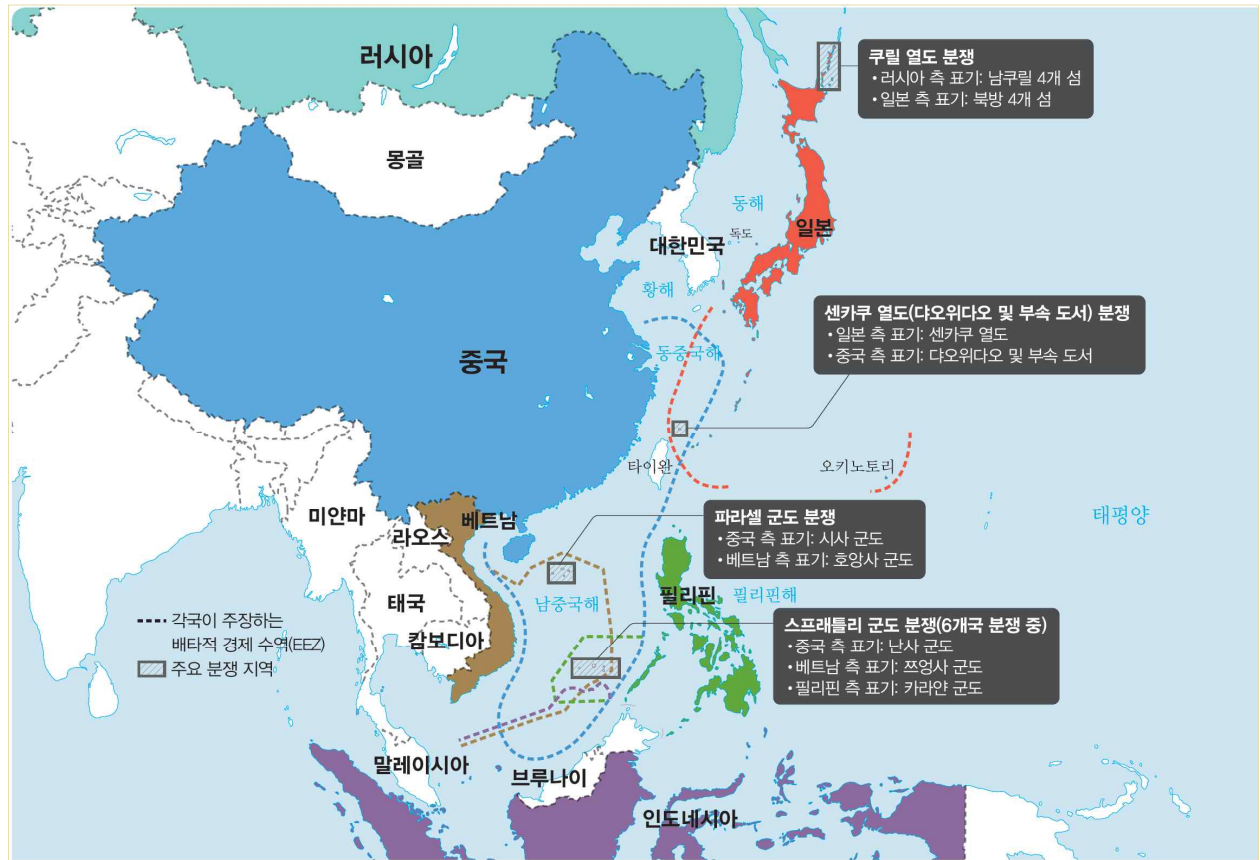 러시아
몽골
중국
대한민국
동해
독도
일본
황해
동중국해
쿠릴 열도 분쟁
• 러시아 측 표기: 남쿠릴 4개 섬
• 일본 측 표기: 북방 4개 섬
센카쿠 열도(댜오위다오 및 부속 도서) 분쟁
• 일본 측 표기: 센카쿠 열도
• 중국 측 표기: 댜오위다오 및 부속 도서
타이완
오키노토리
태평양
미얀마
라오스
베트남
태국
캄보디아
남중국해
필리핀
필리핀해
파라셀 군도 분쟁
• 중국 측 표기: 시사 군도
• 베트남 측 표기: 호앙사 군도
스프래틀리 군도 분쟁(6개국 분쟁 중)
• 중국 측 표기: 난사 군도
• 베트남 측 표기: 쯔엉사 군도
• 필리핀 측 표기: 카라얀 군도
각국이 주장하는
배타적 경제 수역(EEZ)
주요 분쟁 지역
말레이시아
브루나이
인도네시아